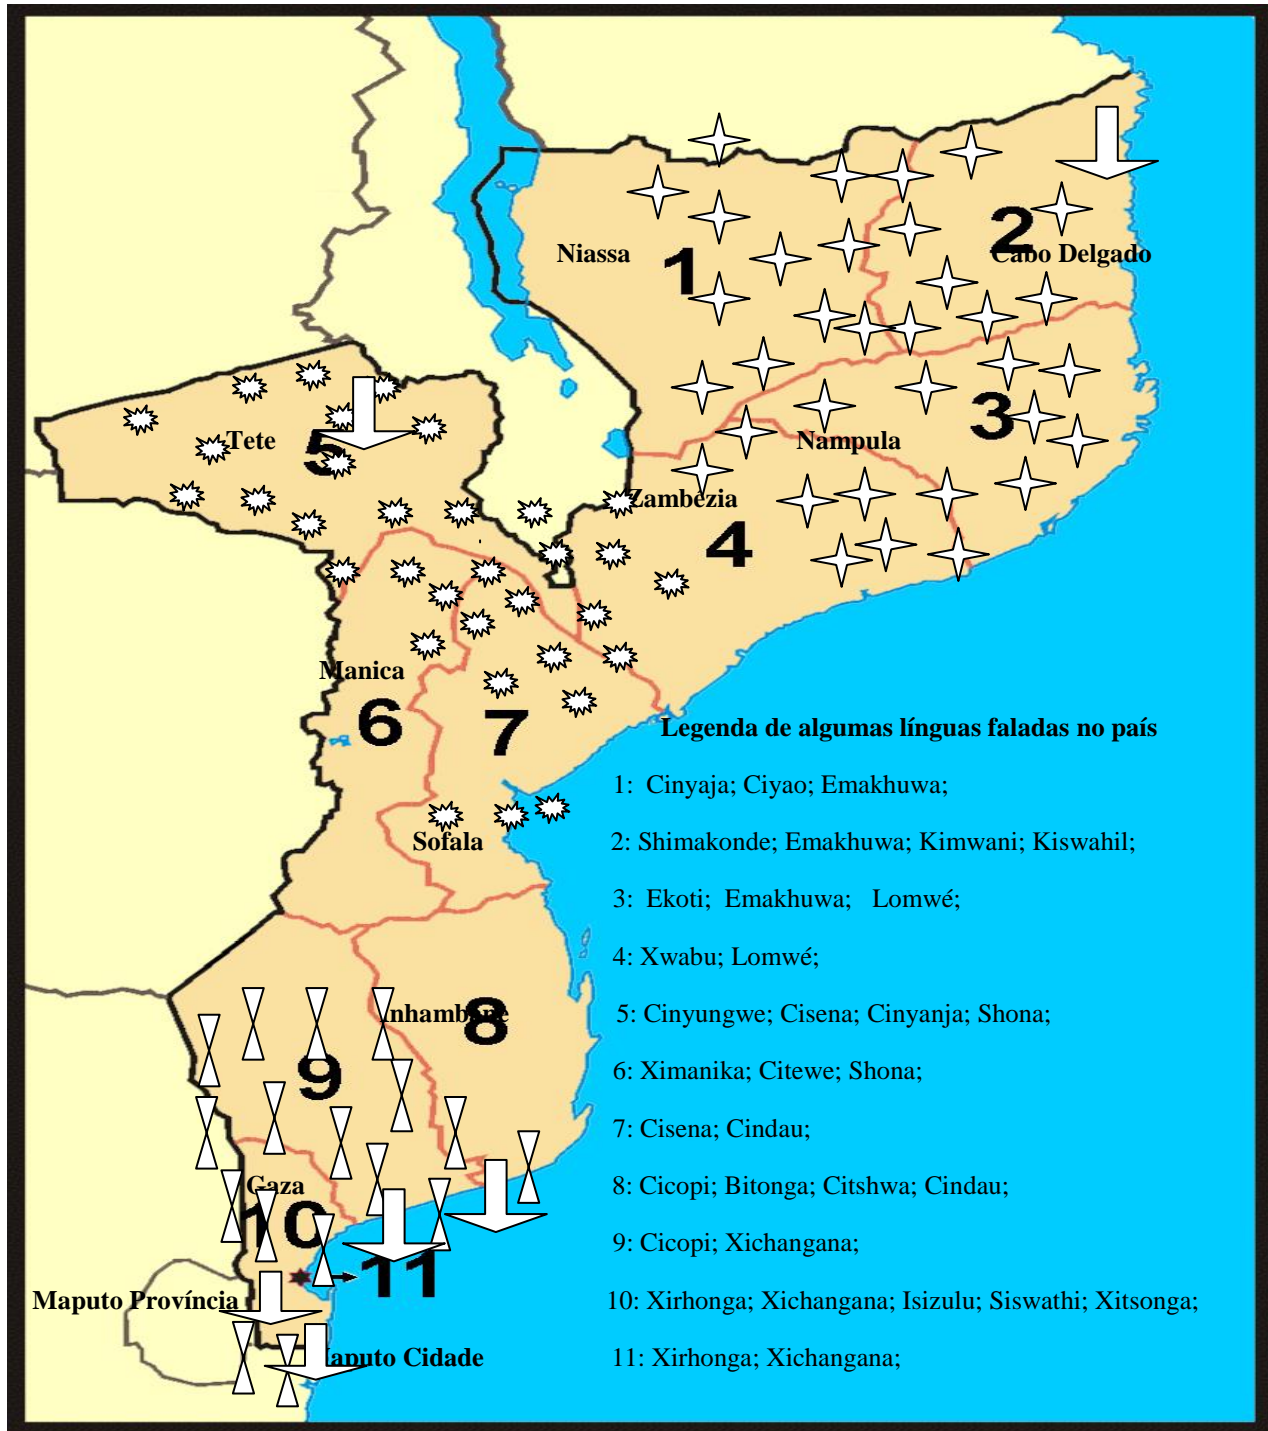 Niassa
1
2
Cabo Delgado
3
Nampula
Tete
5
Zambezia
4
Manica
6
7
Sofala
Legenda de algumas línguas faladas no país
1: Cinyaja; Ciyao; Emakhuwa;
2: Shimakonde; Emakhuwa; Kimwani; Kiswahil;
3: Ekoti; Emakhuwa; Lomwé;
4: Xwabu; Lomwé;
5: Cinyungwe; Cisena; Cinyanja; Shona;
6: Ximanika; Citewe; Shona;
7: Cisena; Cindau;
8: Cicopi; Bitonga; Citshwa; Cindau;
9: Cicopi; Xichangana;
10: Xirhonga; Xichangana; Isizulu; Siswathi; Xitsonga;
11: Xirhonga; Xichangana;
Inhambane
8
9
Gaza
10
11
Maputo Província
Maputo Cidade